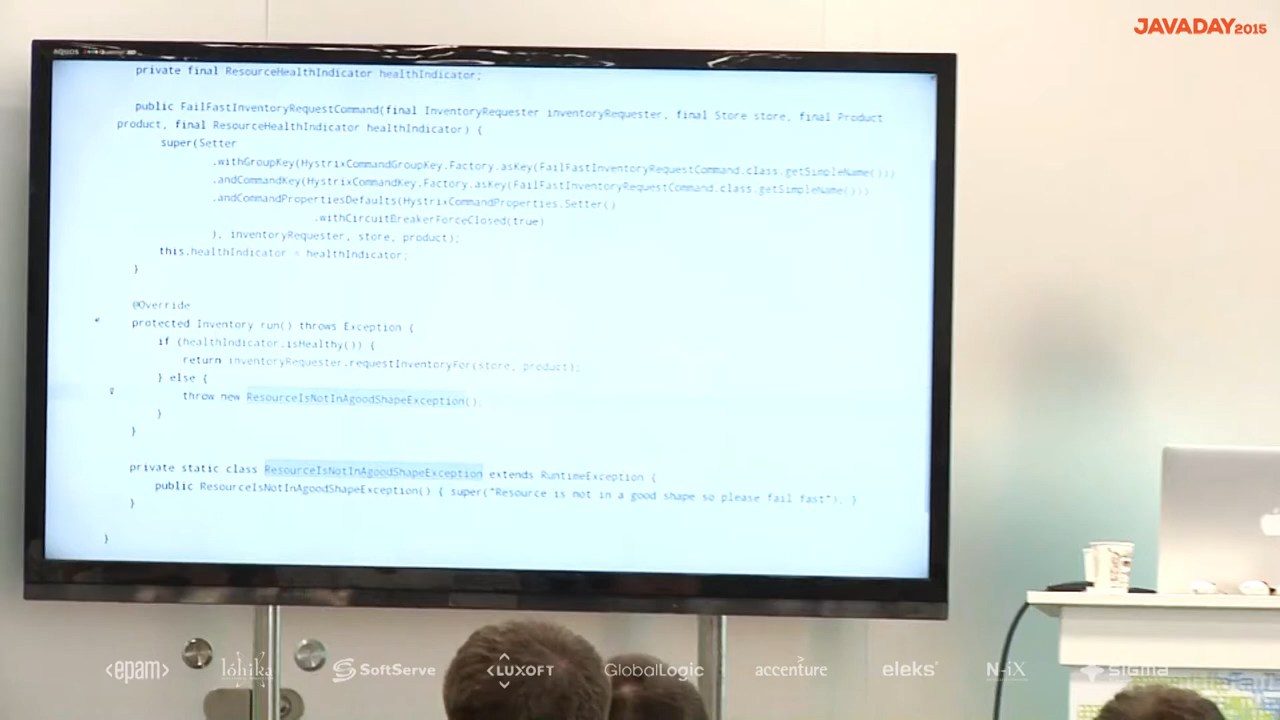 JAVADAY2015
AQUOS
private final ResourceHealthIndicator healthIndicator;
public FailFastInventoryRequestCommand(final InventoryRequester inventoryRequester, final Store store, final Product
product, final ResourceHealthIndicator healthIndicator) {
super(Setter
.withGroupKey(HystrixCommandGroupKey.Factory.asKey(FailFastInventoryRequestCommand.class.getSimpleName()))
.andCommandKey(HystrixCommandKey.Factory.asKey(FailFastInventoryRequestCommand.class.getSimpleName()))
.andCommandPropertiesDefaults(HystrixCommandProperties.Setter()
.withCircuitBreakerForceClosed(true)
), inventoryRequester, store, product);
this.healthIndicator = healthIndicator;
}
@Override
protected Inventory run() throws Exception {
if (healthIndicator.isHealthy()) {
return inventoryRequester.requestInventoryFor(store, product);
} else {
throw new ResourceIsNotInAgoodShapeException();
}
}
private static class ResourceIsNotInAgoodShapeException extends RuntimeException {
public ResourceIsNotInAgoodShapeException() { super("Resource is not in a good shape so please fail fast"); }
}
}
<epam> lóhika SoftServe LUXOFT GlobalLogic accenture eleks N-iX sigma